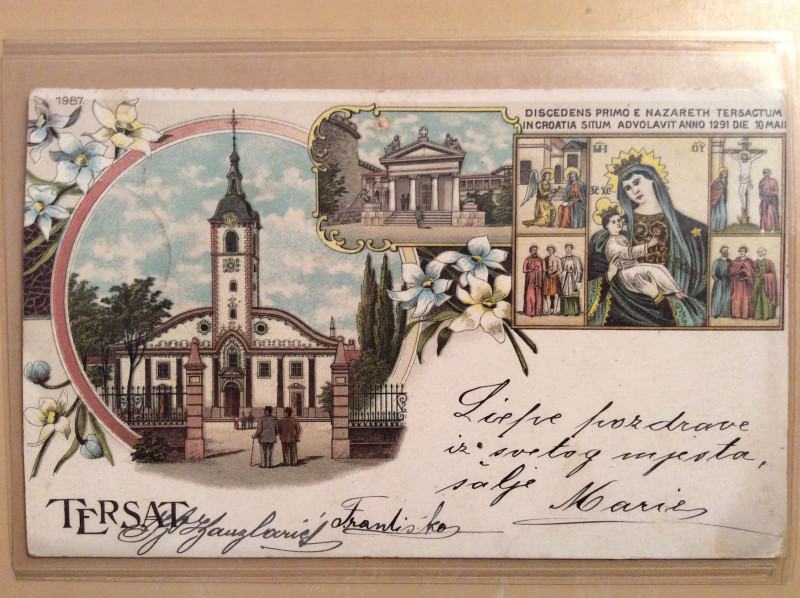 1987.
DISCEDENS PRIMO E NAZARETH TERSACTUM
IN CROATIA SITUM ADVOLAVIT ANNO 1291 DIE 10 MAII
Liepe pozdrave
iz svetog mjesta,
šalje
Marie
TERSAT
Frantiśka